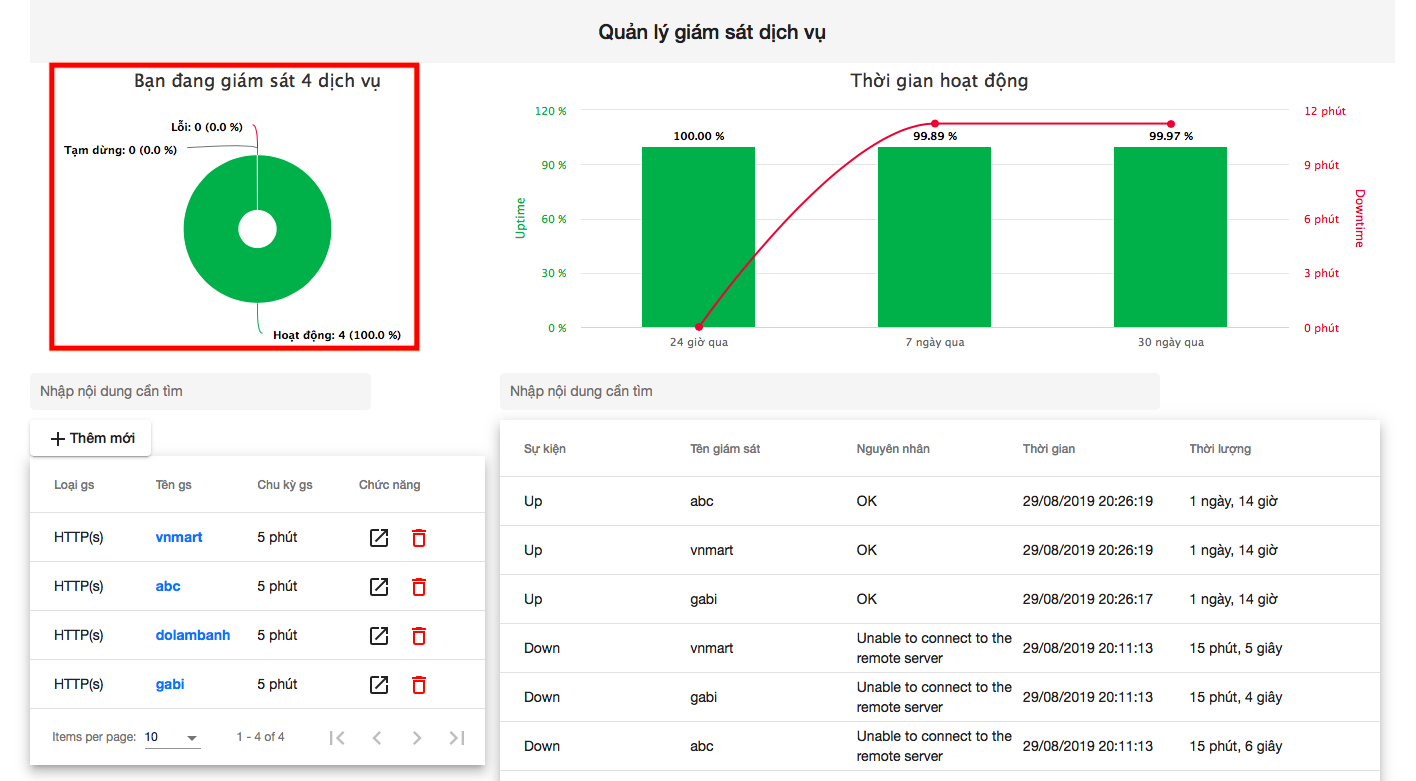 Quản lý giám sát dịch vụ
Bạn đang giám sát 4 dịch vụ
Lỗi: 0 (0.0 %)
Tạm dừng: 0 (0.0 %)
Hoạt động: 4 (100.0 %)
Thời gian hoạt động
120 %
90 %
60 %
30 %
0 %
Uptime
100.00 %
99.89 %
99.97 %
24 giờ qua
7 ngày qua
30 ngày qua
12 phút
9 phút
6 phút
3 phút
0 phút
Downtime
Nhập nội dung cần tìm
Thêm mới
Loại gs Tên gs Chu kỳ gs Chức năng
HTTP(s) vnmart 5 phút
HTTP(s) abc 5 phút
HTTP(s) dolambanh 5 phút
HTTP(s) gabi 5 phút
Items per page: 10 1 - 4 of 4
Nhập nội dung cần tìm
Sự kiện Tên giám sát Nguyên nhân Thời gian Thời lượng
Up abc OK 29/08/2019 20:26:19 1 ngày, 14 giờ
Up vnmart OK 29/08/2019 20:26:19 1 ngày, 14 giờ
Up gabi OK 29/08/2019 20:26:17 1 ngày, 14 giờ
Down vnmart Unable to connect to the 29/08/2019 20:11:13 15 phút, 5 giây
remote server
Down gabi Unable to connect to the 29/08/2019 20:11:13 15 phút, 4 giây
remote server
Down abc Unable to connect to the 29/08/2019 20:11:13 15 phút, 6 giây
remote server